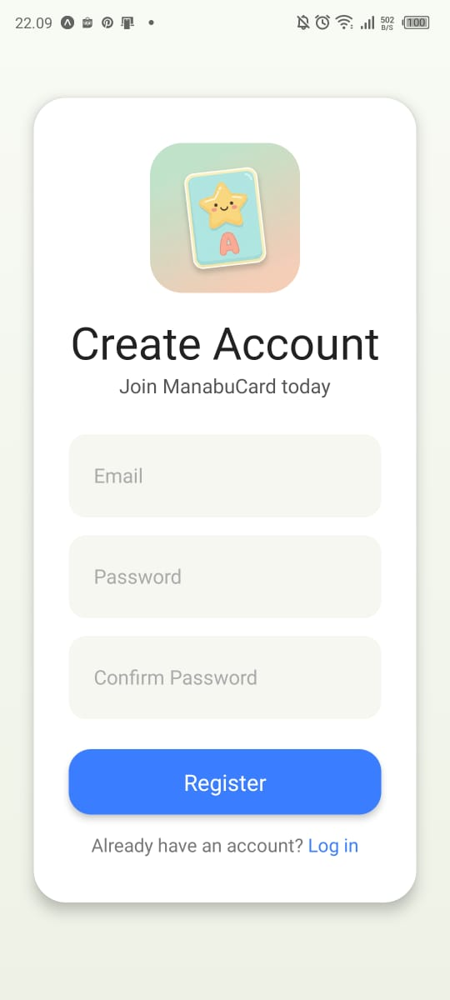 22.09 502 B/S 100
A
Create Account
Join ManabuCard today
Email
Password
Confirm Password
Register
Already have an account? Log in